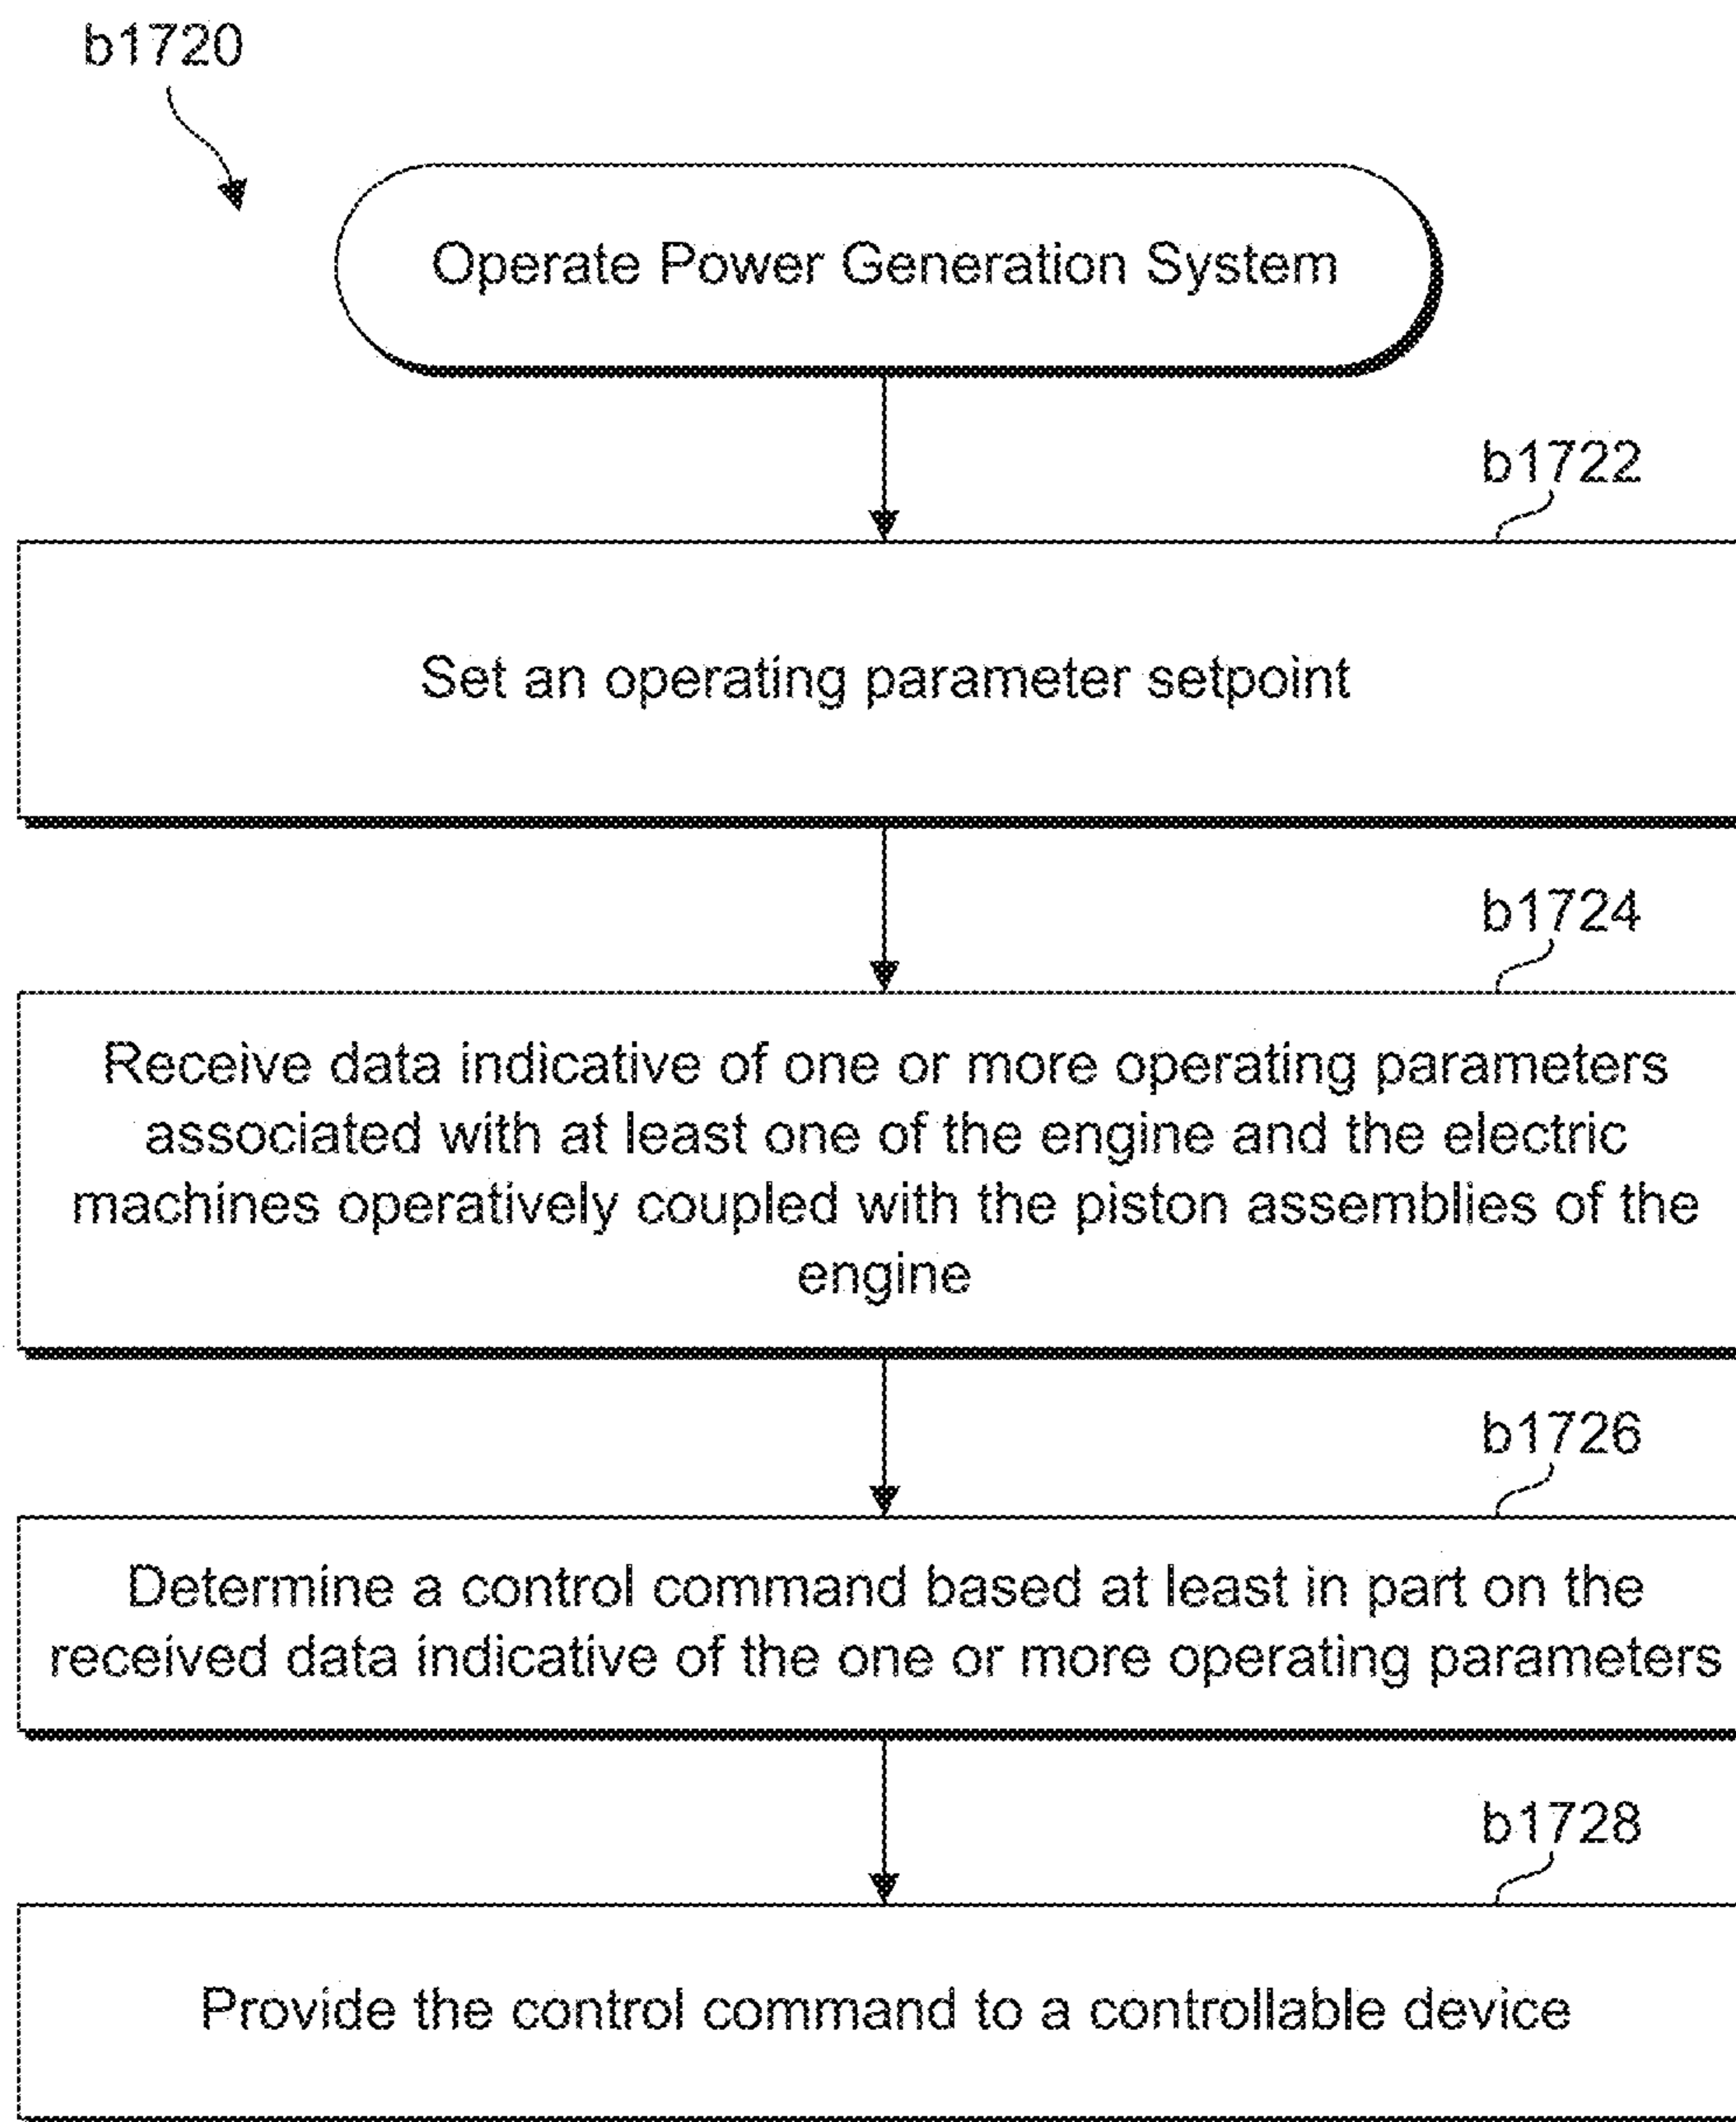 b1720
Operate Power Generation System
b1722
Set an operating parameter setpoint
b1724
Receive data indicative of one or more operating parameters
associated with at least one of the engine and the electric
machines operatively coupled with the piston assemblies of the
engine
b1726
Determine a control command based at least in part on the
received data indicative of the one or more operating parameters
b1728
Provide the control command to a controllable device